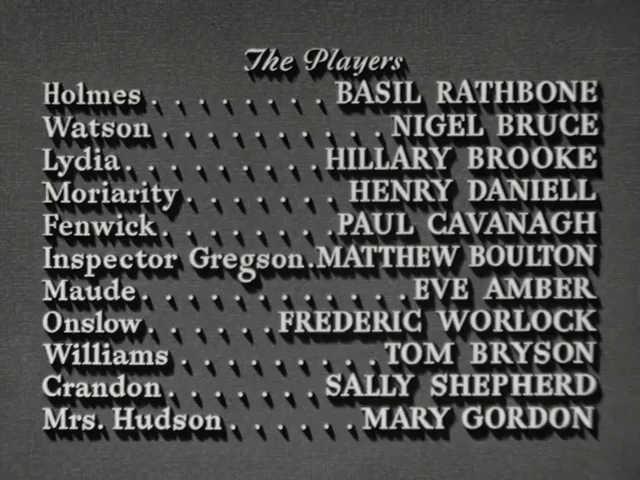 The Players
Holmes . . . . . . . . BASIL RATHBONE
Watson . . . . . . . . . . NIGEL BRUCE
Lydia . . . . . . . . HILLARY BROOKE
Moriarity . . . . . . . HENRY DANIELL
Fenwick . . . . . . . . PAUL CAVANAGH
Inspector Gregson . MATTHEW BOULTON
Maude . . . . . . . . . . . . EVE AMBER
Onslow . . . . . . FREDERIC WORLOCK
Williams . . . . . . . . . TOM BRYSON
Crandon . . . . . . . SALLY SHEPHERD
Mrs. Hudson . . . . . . MARY GORDON